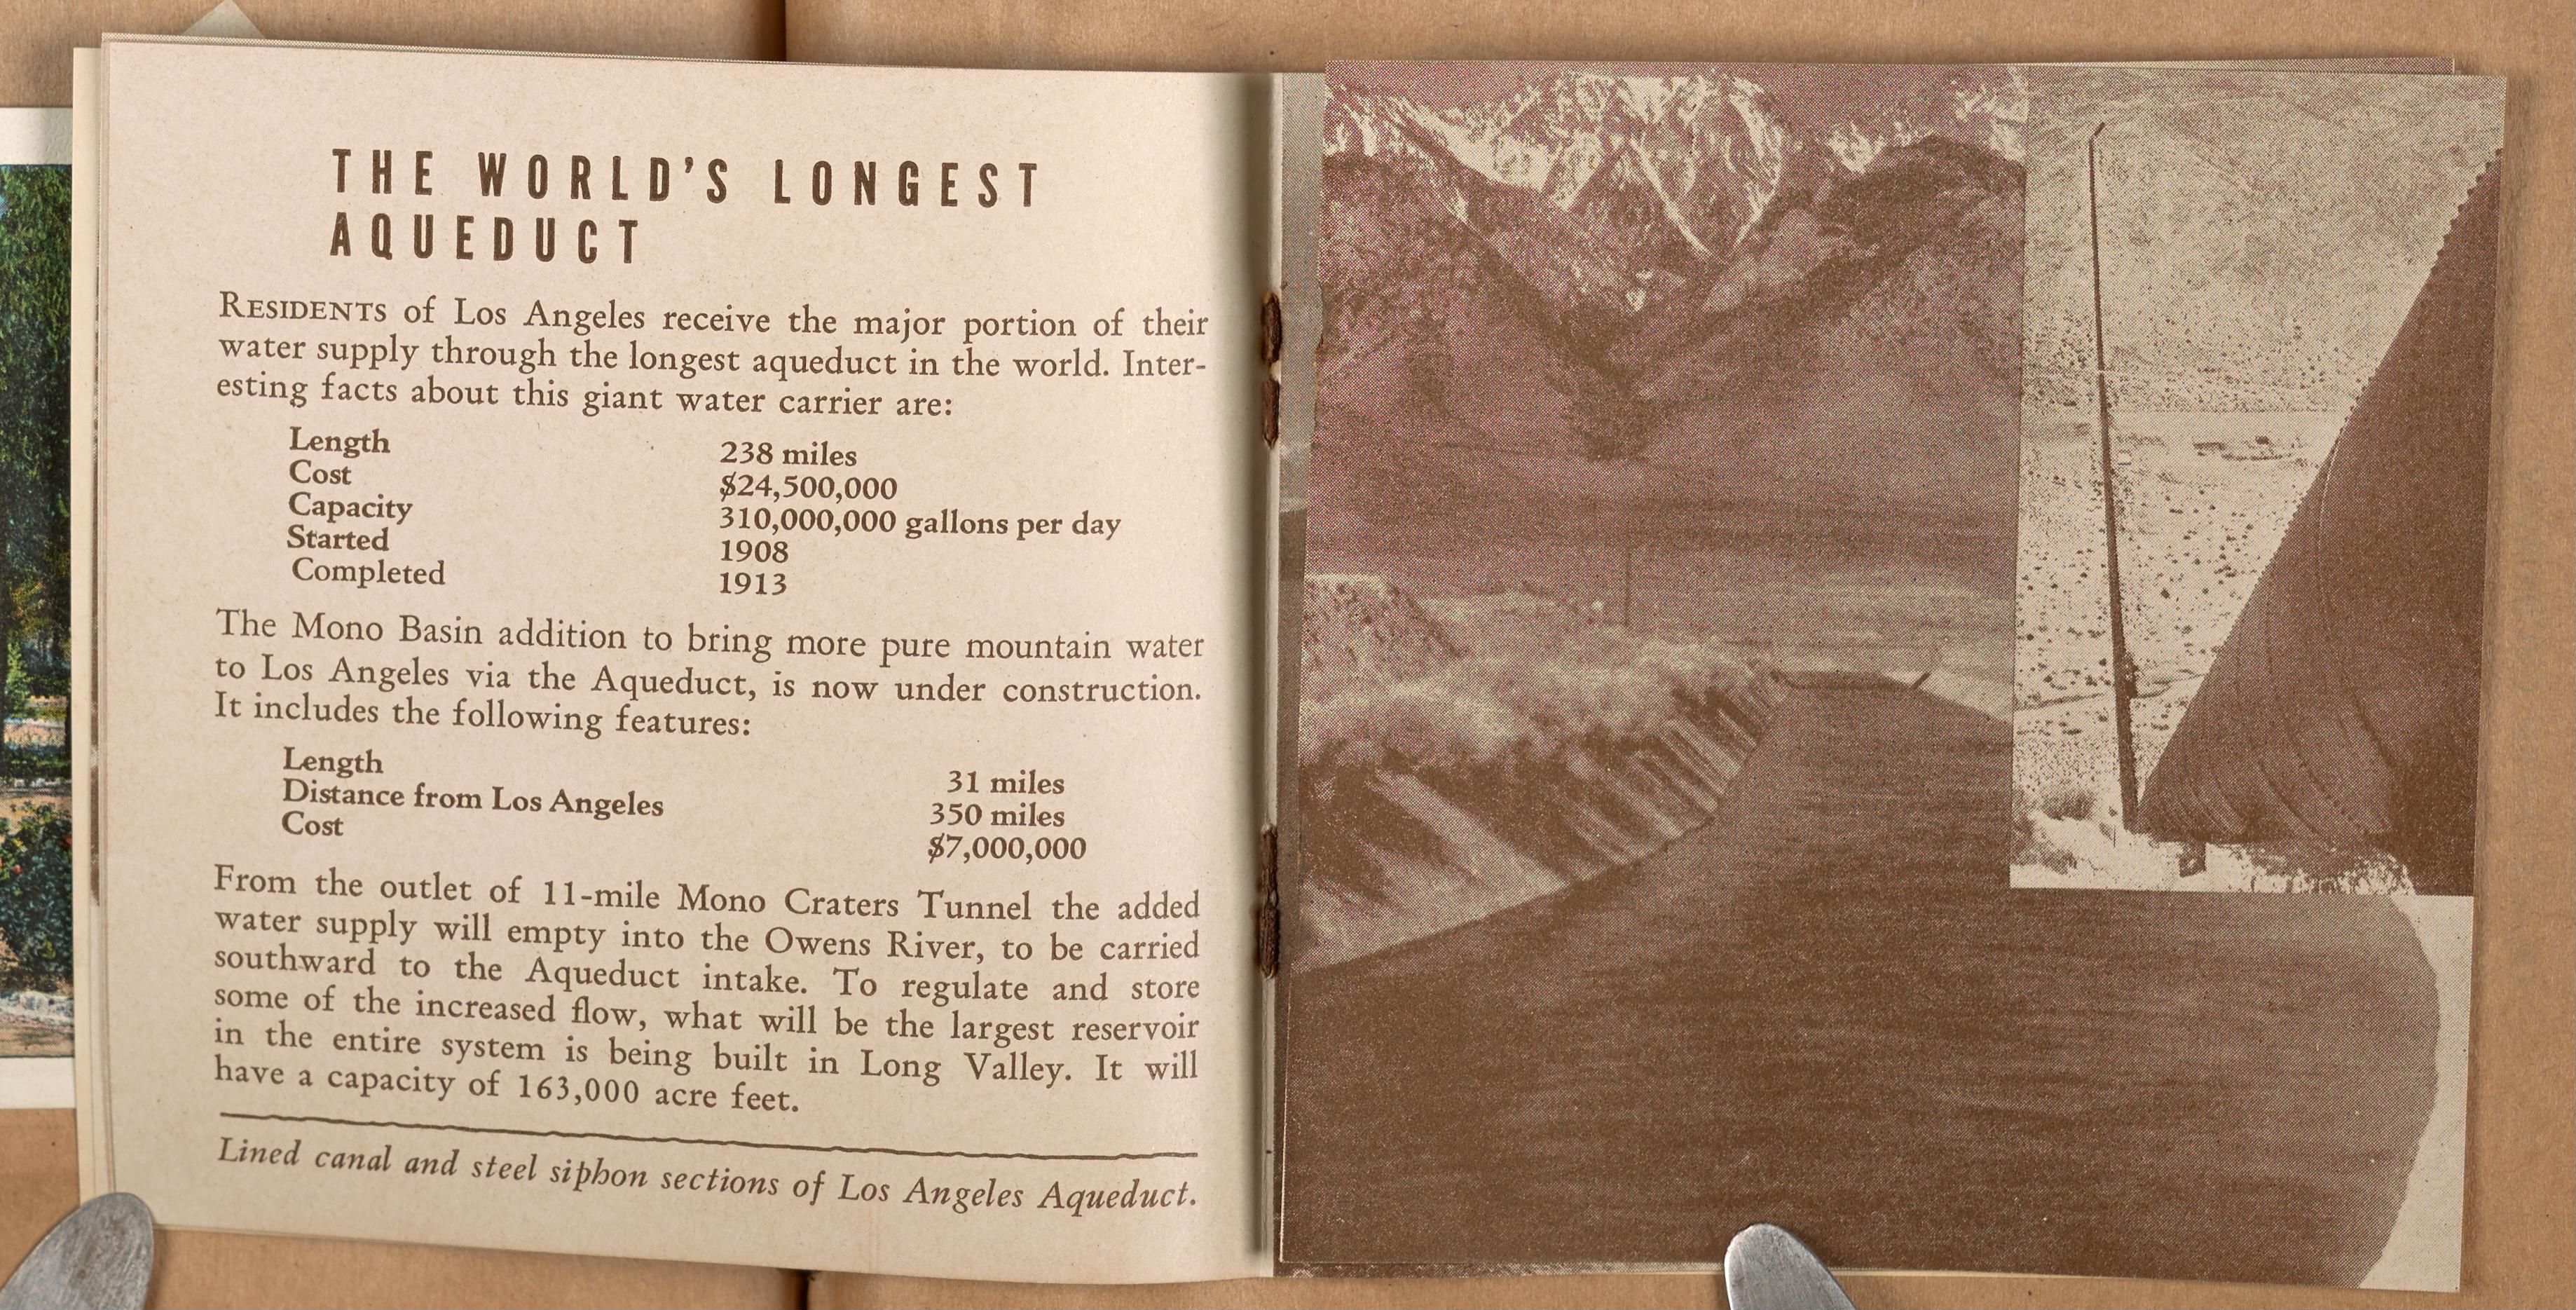 THE WORLD'S LONGEST
AQUEDUCT
RESIDENTS of Los Angeles receive the major portion of their
water supply through the longest aqueduct in the world. Inter-
esting facts about this giant water carrier are:
Length 238 miles
Cost $24,500,000
Capacity 310,000,000 gallons per day
Started 1908
Completed 1913
The Mono Basin addition to bring more pure mountain water
to Los Angeles via the Aqueduct, is now under construction.
It includes the following features:
Length 31 miles
Distance from Los Angeles 350 miles
Cost $7,000,000
From the outlet of 11-mile Mono Craters Tunnel the added
water supply will empty into the Owens River, to be carried
southward to the Aqueduct intake. To regulate and store
some of the increased flow, what will be the largest reservoir
in the entire system is being built in Long Valley. It will
have a capacity of 163,000 acre feet.
Lined canal and steel siphon sections of Los Angeles Aqueduct.